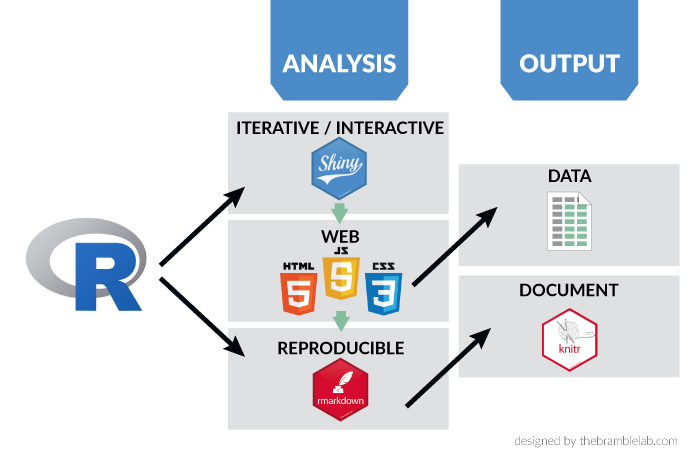 ANALYSIS
OUTPUT
ITERATIVE / INTERACTIVE
Shiny
WEB
HTML
5
JS
5
CSS
3
REPRODUCIBLE
rmarkdown
R
DATA
DOCUMENT
knitr
designed by thebramblelab.com